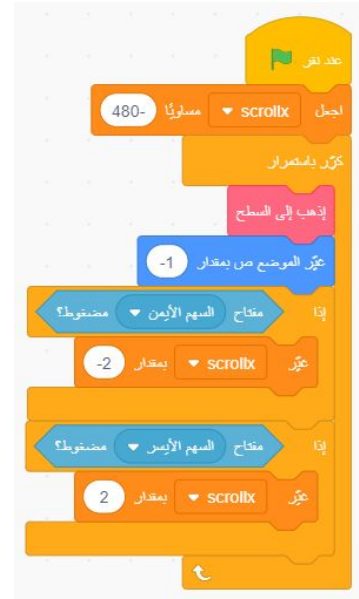 عند نقر
اجعل scrollx مساويًا -480
كرّر باستمرار
إذهب إلى السطح
غيّر الموضع ص بمقدار -1
إذا مفتاح السهم الأيمن مضغوط؟
غيّر scrollx بمقدار -2
إذا مفتاح السهم الأيسر مضغوط؟
غيّر scrollx بمقدار 2